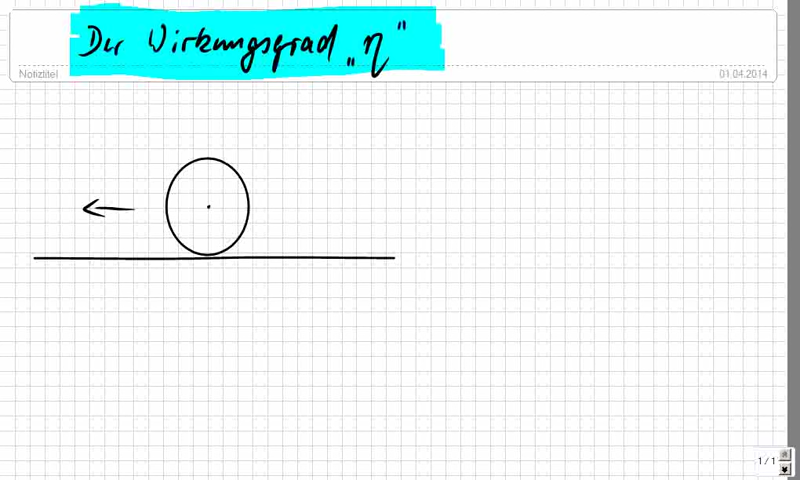 Der Wirkungsgrad „η“
Notiztitel
01.04.2014
1/1